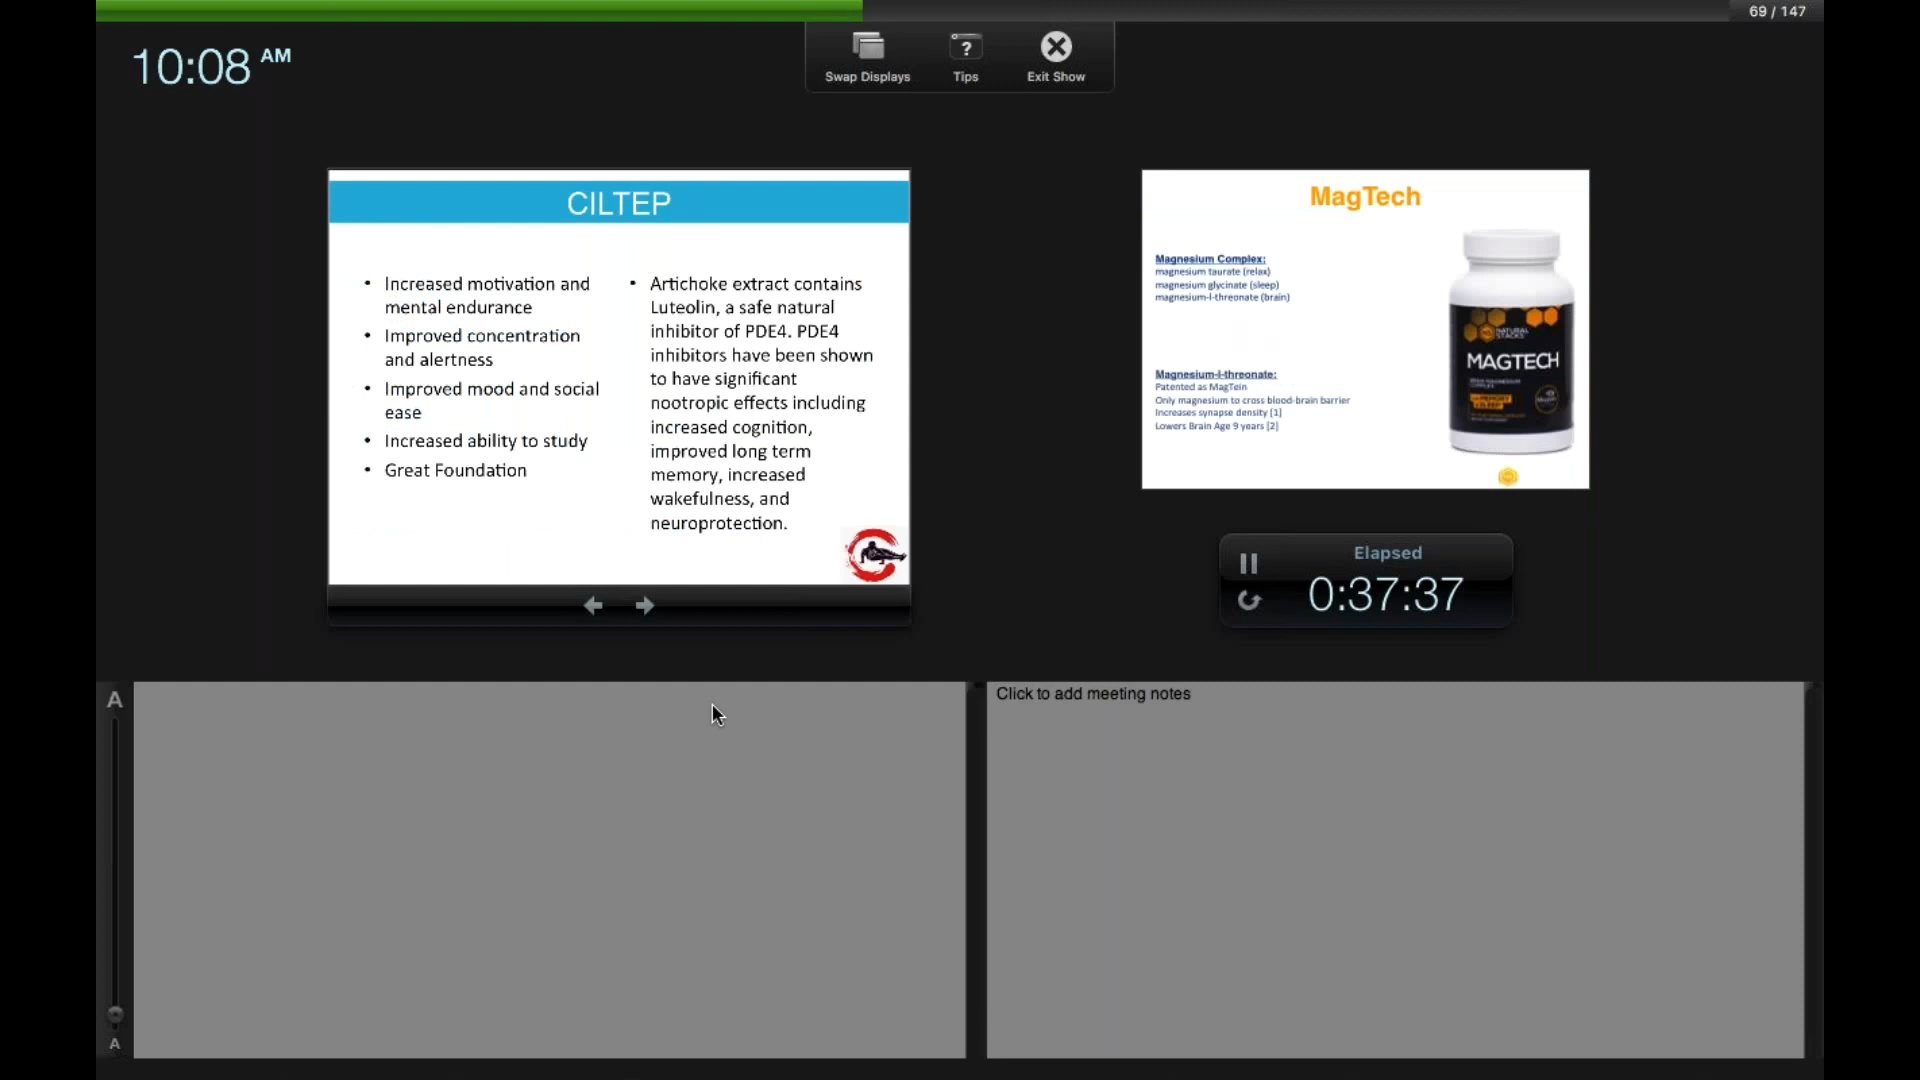 69 / 147
10:08 AM
Swap Displays
Tips
Exit Show
CILTEP
• Increased motivation and
mental endurance
• Improved concentration
and alertness
• Improved mood and social
ease
• Increased ability to study
• Great Foundation
• Artichoke extract contains
Luteolin, a safe natural
inhibitor of PDE4. PDE4
inhibitors have been shown
to have significant
nootropic effects including
increased cognition,
improved long term
memory, increased
wakefulness, and
neuroprotection.
MagTech
Magnesium Complex:
magnesium taurate (relax)
magnesium glycinate (sleep)
magnesium-l-threonate (brain)
Magnesium-l-threonate:
Patented as MagTein
Only magnesium to cross blood-brain barrier
Increases synapse density [1]
Lowers Brain Age 9 years [2]
NATURAL
STACKS
MAGTECH
Elapsed
0:37:37
A
A
Click to add meeting notes